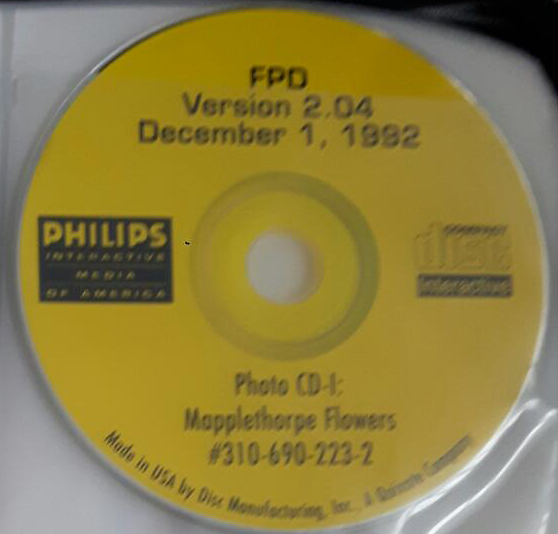 FPD
Version 2.04
December 1, 1992
PHILIPS
INTERACTIVE
MEDIA
OF AMERICA
COMPACT
disc
Interactive
Photo CD-I:
Mapplethorpe Flowers
#310-690-223-2
Made in USA by Disc Manufacturing, Inc., A Quixote Company